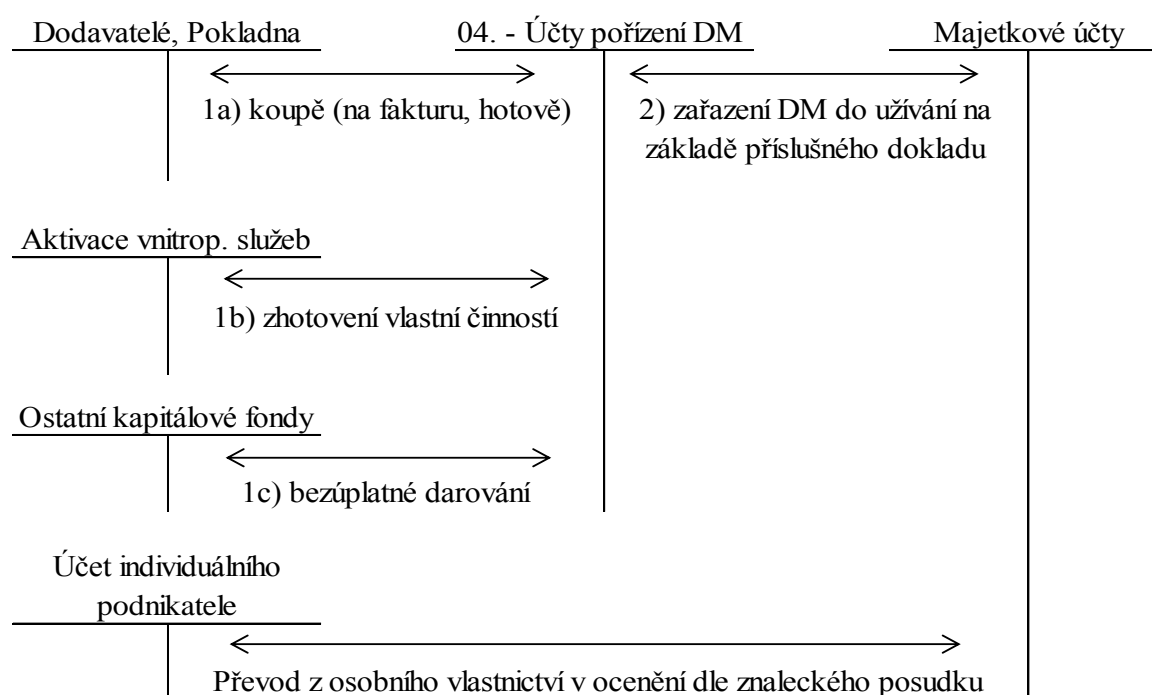 Dodavatelé, Pokladna
04. - Účty pořízení DM
Majetkové účty
1a) koupě (na fakturu, hotově)
2) zařazení DM do užívání na
základě příslušného dokladu
Aktivace vnitrop. služeb
1b) zhotovení vlastní činností
Ostatní kapitálové fondy
1c) bezúplatné darování
Účet individuálního
podnikatele
Převod z osobního vlastnictví v ocenění dle znaleckého posudku